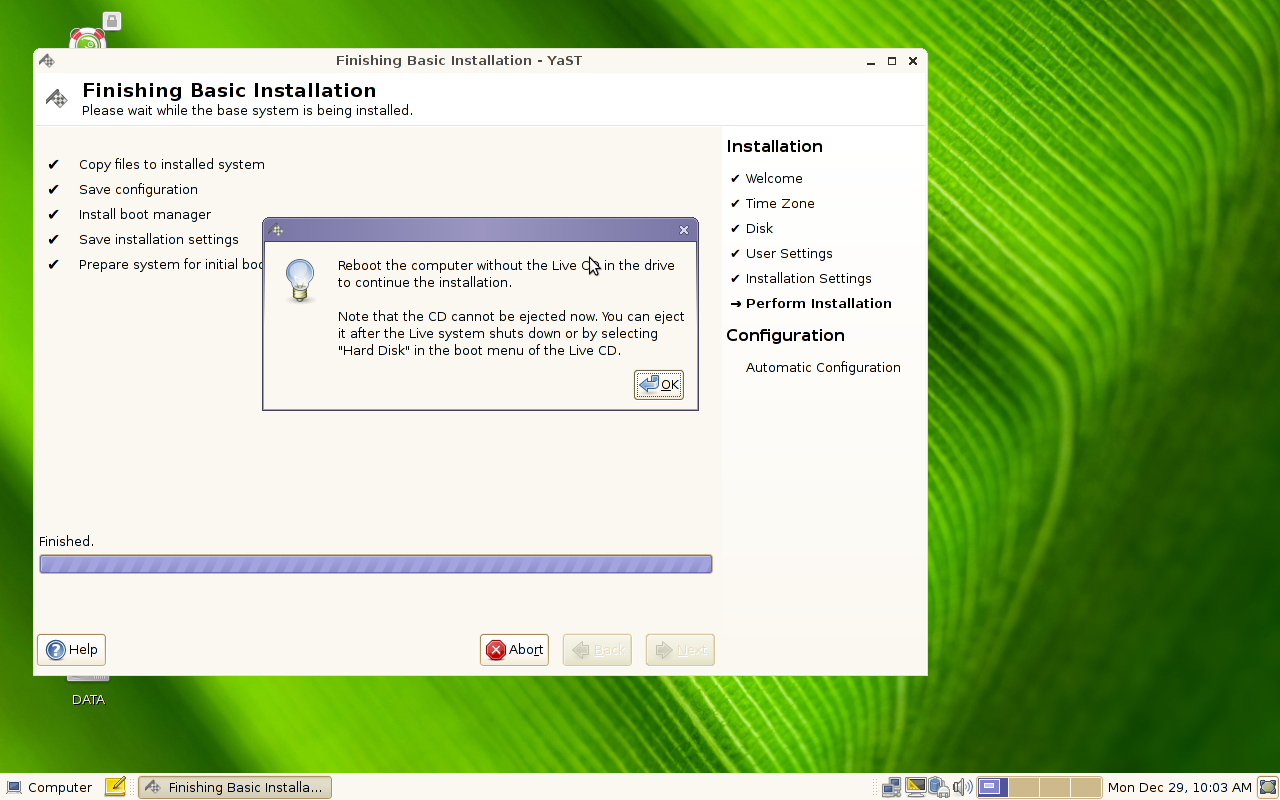 Finishing Basic Installation - YaST
Finishing Basic Installation
Please wait while the base system is being installed.
✔ Copy files to installed system
✔ Save configuration
✔ Install boot manager
✔ Save installation settings
✔ Prepare system for initial
Reboot the computer without the Live in the drive
to continue the installation.
Note that the CD cannot be ejected now. You can eject
it after the Live system shuts down or by selecting
"Hard Disk" in the boot menu of the Live CD.
OK
Finished.
Help
Abort
Back
Next
Installation
✔ Welcome
✔ Time Zone
✔ Disk
✔ User Settings
✔ Installation Settings
→ Perform Installation
Configuration
Automatic Configuration
DATA
Computer
Finishing Basic Installa...
Mon Dec 29, 10:03 AM